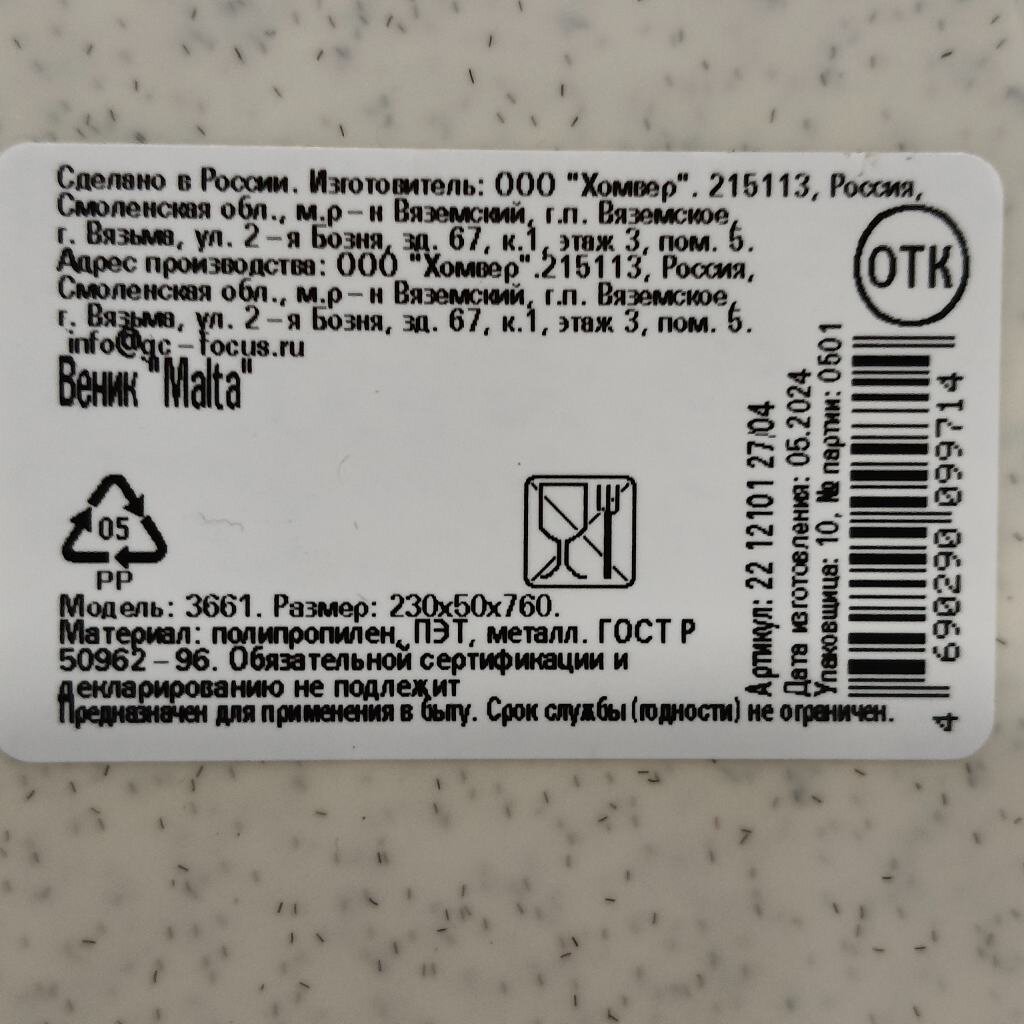 Сделано в России. Изготовитель: ООО "Хомвер". 215113, Россия,
Смоленская обл., м.р-н Вяземский, г.п. Вяземское,
г. Вязьма, ул. 2-я Бозня, зд. 67, к.1, этаж 3, пом. 5.
Адрес производства: ООО "Хомвер".215113, Россия,
Смоленская обл., м.р-н Вяземский, г.п. Вяземское,
г. Вязьма, ул. 2-я Бозня, зд. 67, к.1, этаж 3, пом. 5.
info@gc-focus.ru
Веник "Malta"
ОТК
05
PP
Модель: 3661. Размер: 230х50х760.
Материал: полипропилен, ПЭТ, металл. ГОСТ Р
50962-96. Обязательной сертификации и
декларированию не подлежит
Предназначен для применения в быту. Срок службы (годности) не ограничен.
Артикул: 22 12101 27/04
Дата изготовления: 05.2024
Упаковщица: 10, № партии: 0501
4 690290 099714